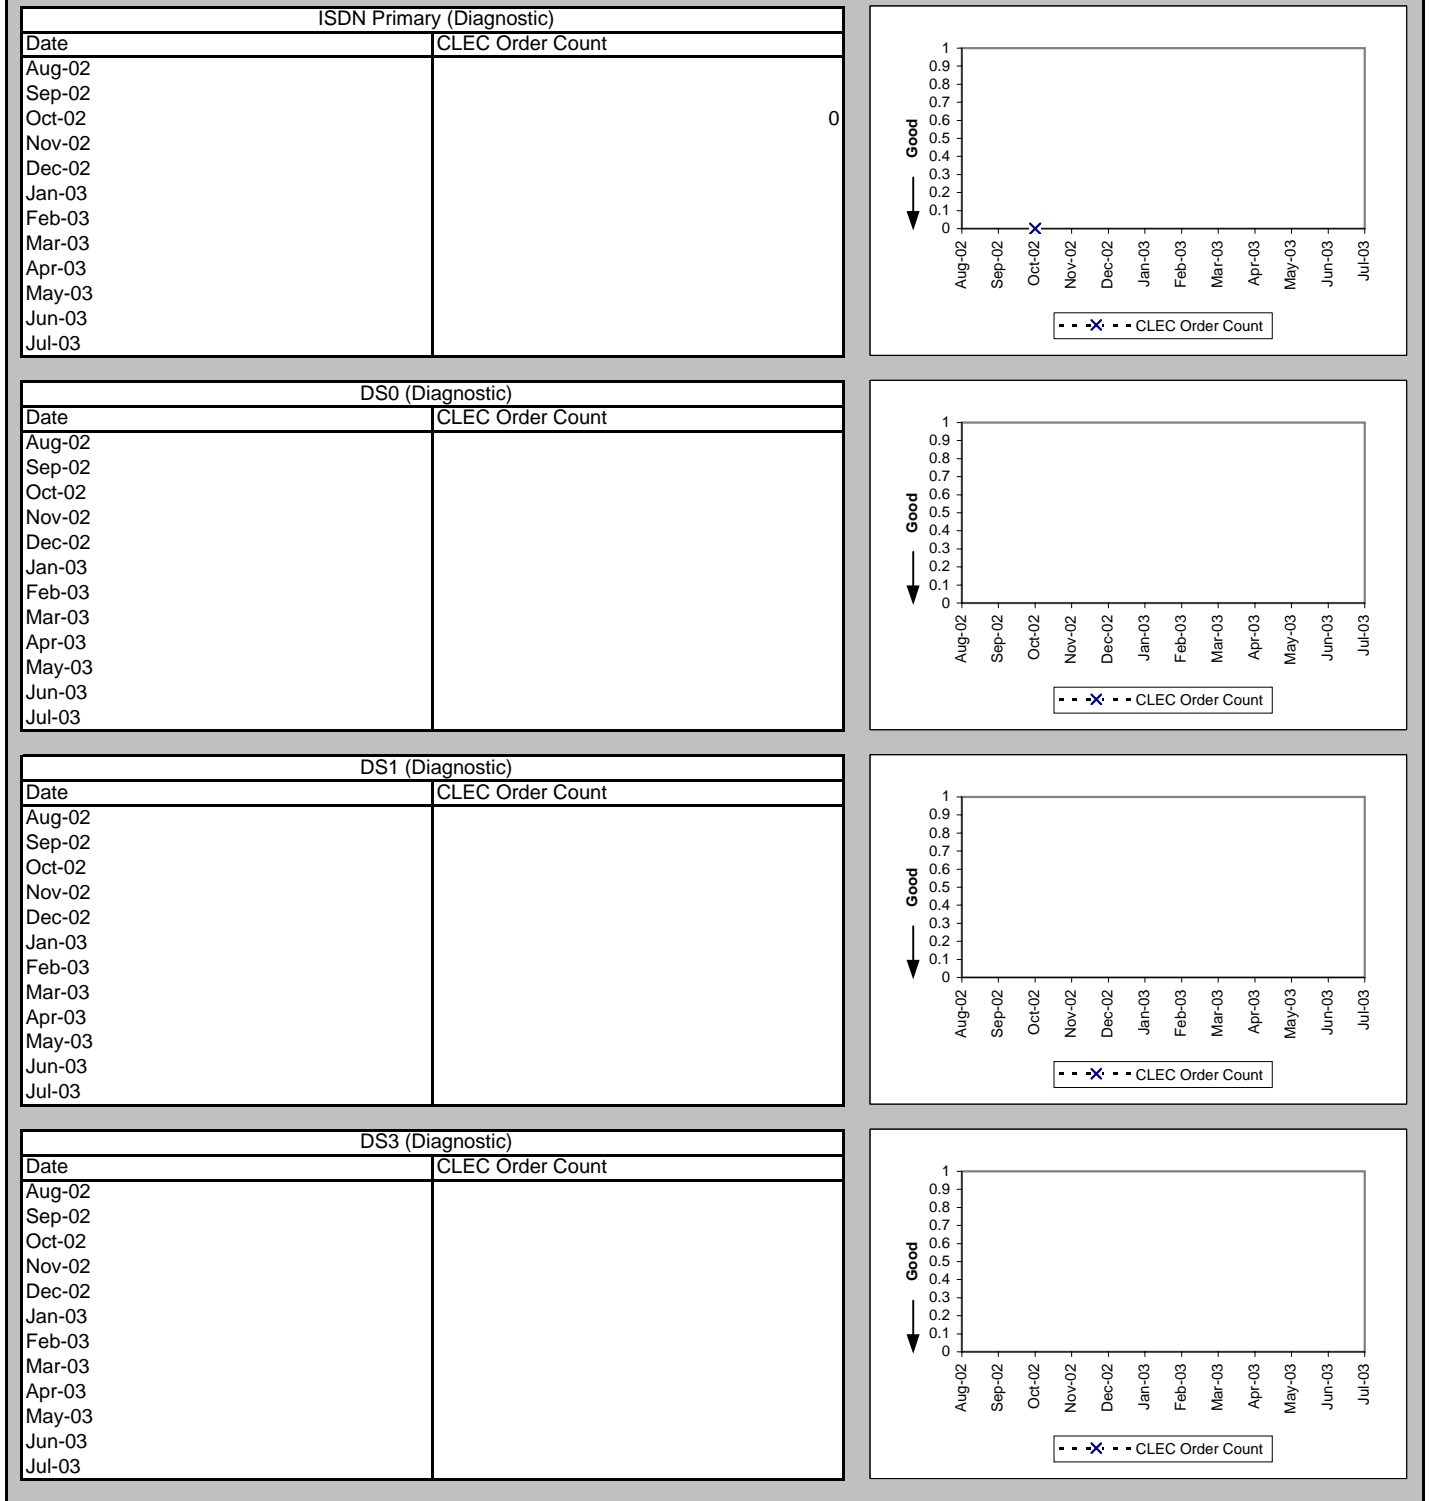 ISDN Primary (Diagnostic)
Date CLEC Order Count
Aug-02
Sep-02
Oct-02 0
Nov-02
Dec-02
Jan-03
Feb-03
Mar-03
Apr-03
May-03
Jun-03
Jul-03
1
0.9
0.8
0.7
0.6
0.5
0.4
0.3
0.2
0.1
0
Good
Aug-02 Sep-02 Oct-02 Nov-02 Dec-02 Jan-03 Feb-03 Mar-03 Apr-03 May-03 Jun-03 Jul-03
CLEC Order Count
DS0 (Diagnostic)
Date CLEC Order Count
Aug-02
Sep-02
Oct-02
Nov-02
Dec-02
Jan-03
Feb-03
Mar-03
Apr-03
May-03
Jun-03
Jul-03
1
0.9
0.8
0.7
0.6
0.5
0.4
0.3
0.2
0.1
0
Good
Aug-02 Sep-02 Oct-02 Nov-02 Dec-02 Jan-03 Feb-03 Mar-03 Apr-03 May-03 Jun-03 Jul-03
CLEC Order Count
DS1 (Diagnostic)
Date CLEC Order Count
Aug-02
Sep-02
Oct-02
Nov-02
Dec-02
Jan-03
Feb-03
Mar-03
Apr-03
May-03
Jun-03
Jul-03
1
0.9
0.8
0.7
0.6
0.5
0.4
0.3
0.2
0.1
0
Good
Aug-02 Sep-02 Oct-02 Nov-02 Dec-02 Jan-03 Feb-03 Mar-03 Apr-03 May-03 Jun-03 Jul-03
CLEC Order Count
DS3 (Diagnostic)
Date CLEC Order Count
Aug-02
Sep-02
Oct-02
Nov-02
Dec-02
Jan-03
Feb-03
Mar-03
Apr-03
May-03
Jun-03
Jul-03
1
0.9
0.8
0.7
0.6
0.5
0.4
0.3
0.2
0.1
0
Good
Aug-02 Sep-02 Oct-02 Nov-02 Dec-02 Jan-03 Feb-03 Mar-03 Apr-03 May-03 Jun-03 Jul-03
CLEC Order Count